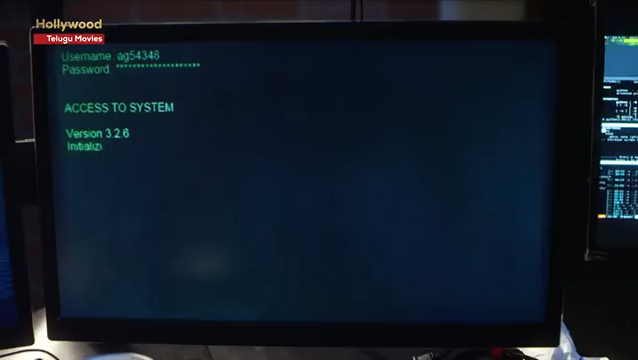 Hollywood
Telugu Movies
Username ag54348
Password ********************
ACCESS TO SYSTEM
Version 3.2.6
Initializi